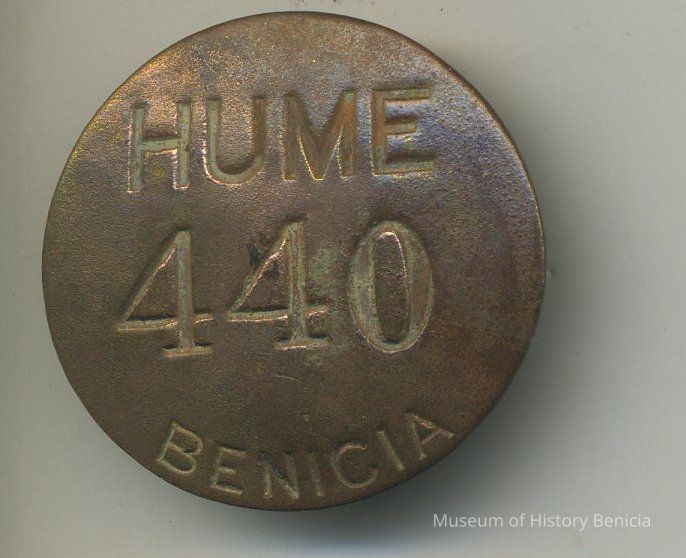 HUME
440
BENICIA
Museum of History Benicia